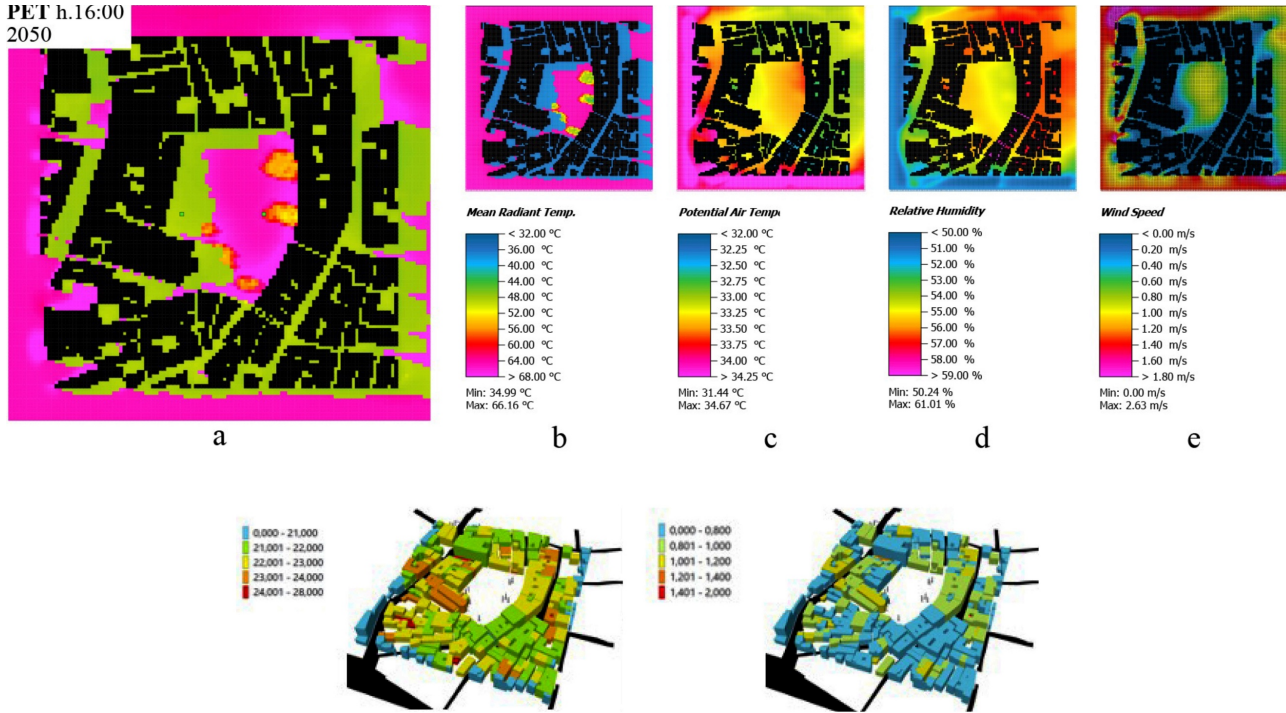 PET h.16:00
2050
Mean Radiant Temp.
< 32.00 °C
36.00 °C
40.00 °C
44.00 °C
48.00 °C
52.00 °C
56.00 °C
60.00 °C
64.00 °C
> 68.00 °C
Min: 34.99 °C
Max: 66.16 °C
Potential Air Temp
< 32.00 °C
32.25 °C
32.50 °C
32.75 °C
33.00 °C
33.25 °C
33.50 °C
33.75 °C
34.00 °C
> 34.25 °C
Min: 31.44 °C
Max: 34.67 °C
Relative Humidity
< 50.00 %
51.00 %
52.00 %
53.00 %
54.00 %
55.00 %
56.00 %
57.00 %
58.00 %
> 59.00 %
Min: 50.24 %
Max: 61.01 %
Wind Speed
< 0.00 m/s
0.20 m/s
0.40 m/s
0.60 m/s
0.80 m/s
1.00 m/s
1.20 m/s
1.40 m/s
1.60 m/s
> 1.80 m/s
Min: 0.00 m/s
Max: 2.63 m/s
a
b
c
d
e
0,000 - 21,000
21,001 - 22,000
22,001 - 23,000
23,001 - 24,000
24,001 - 28,000
0,000 - 0,800
0,801 - 1,000
1,001 - 1,200
1,201 - 1,400
1,401 - 2,000